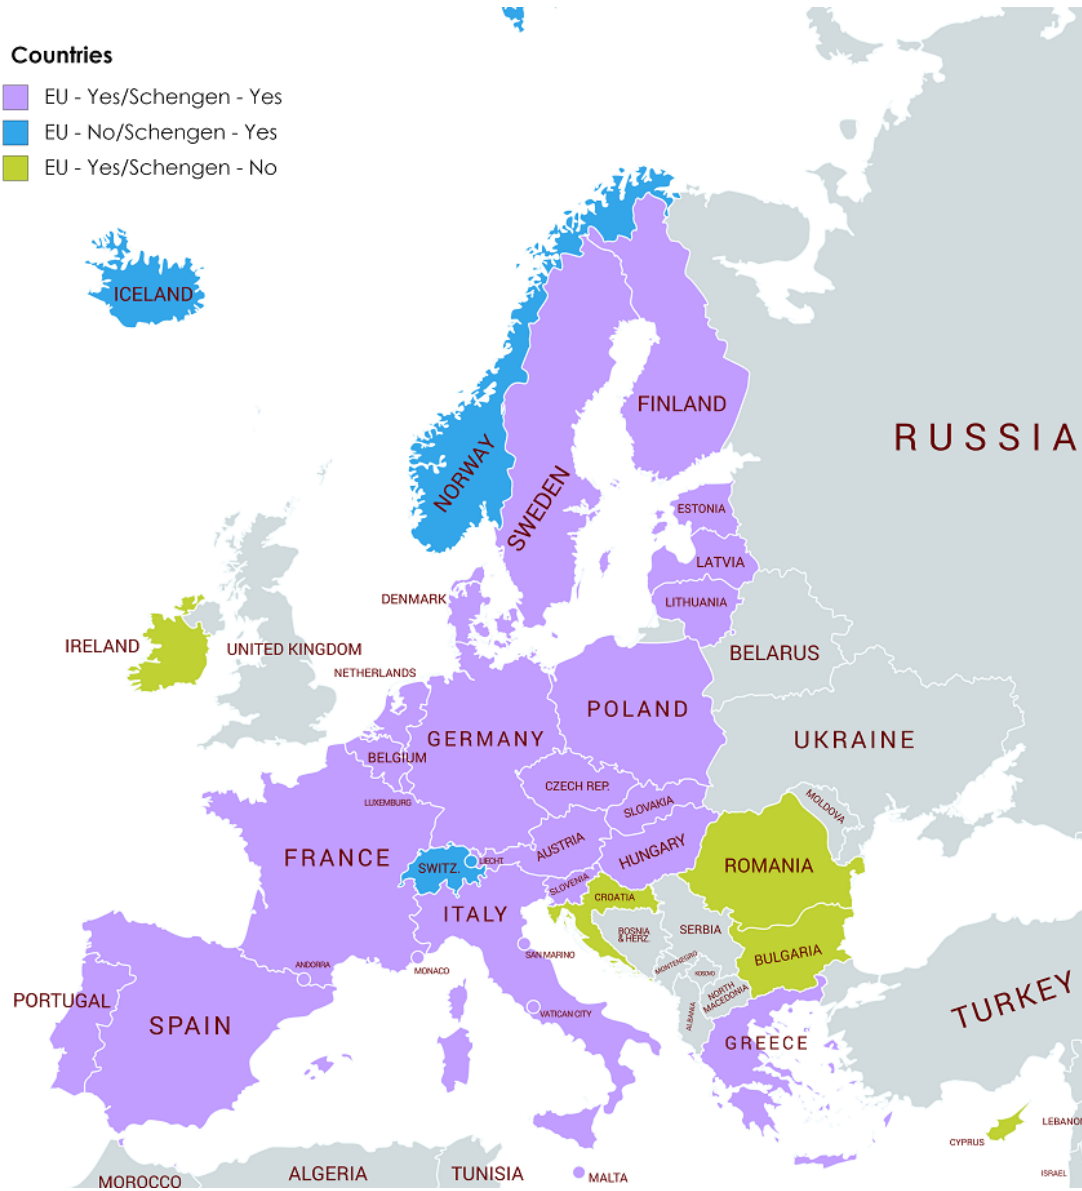 Countries
EU - Yes/Schengen - Yes
EU - No/Schengen - Yes
EU - Yes/Schengen - No
ICELAND
FINLAND
RUSSIA
NORWAY
SWEDEN
ESTONIA
LATVIA
DENMARK
LITHUANIA
IRELAND
UNITED KINGDOM
BELARUS
NETHERLANDS
POLAND
GERMANY
UKRAINE
BELGIUM
CZECH REP.
LUXEMBURG
SLOVAKIA
MOLDOVA
FRANCE
AUSTRIA
HUNGARY
SWITZ.
LIECHT.
ROMANIA
SLOVENIA
CROATIA
ITALY
BOSNIA
& HERZ.
SERBIA
SAN MARINO
BULGARIA
ANDORRA
MONACO
MONTENEGRO
KOSOVO
PORTUGAL
SPAIN
VATICAN CITY
NORTH
MACEDONIA
ALBANIA
TURKEY
GREECE
CYPRUS
LEBANON
MOROCCO
ALGERIA
TUNISIA
MALTA
ISRAEL